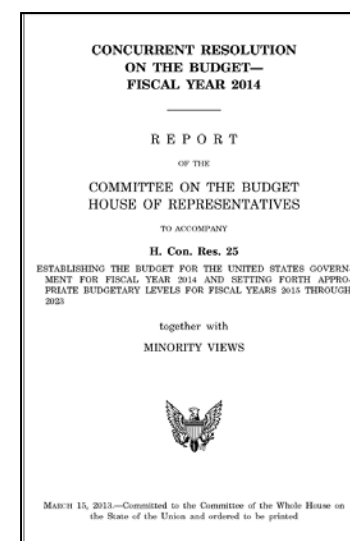 CONCURRENT RESOLUTION
ON THE BUDGET—
FISCAL YEAR 2014
REPORT
OF THE
COMMITTEE ON THE BUDGET
HOUSE OF REPRESENTATIVES
TO ACCOMPANY
H. Con. Res. 25
ESTABLISHING THE BUDGET FOR THE UNITED STATES GOVERN-
MENT FOR FISCAL YEAR 2014 AND SETTING FORTH APPRO-
PRIATE BUDGETARY LEVELS FOR FISCAL YEARS 2015 THROUGH
2023
together with
MINORITY VIEWS
MARCH 15, 2013.—Committed to the Committee of the Whole House on
the State of the Union and ordered to be printed